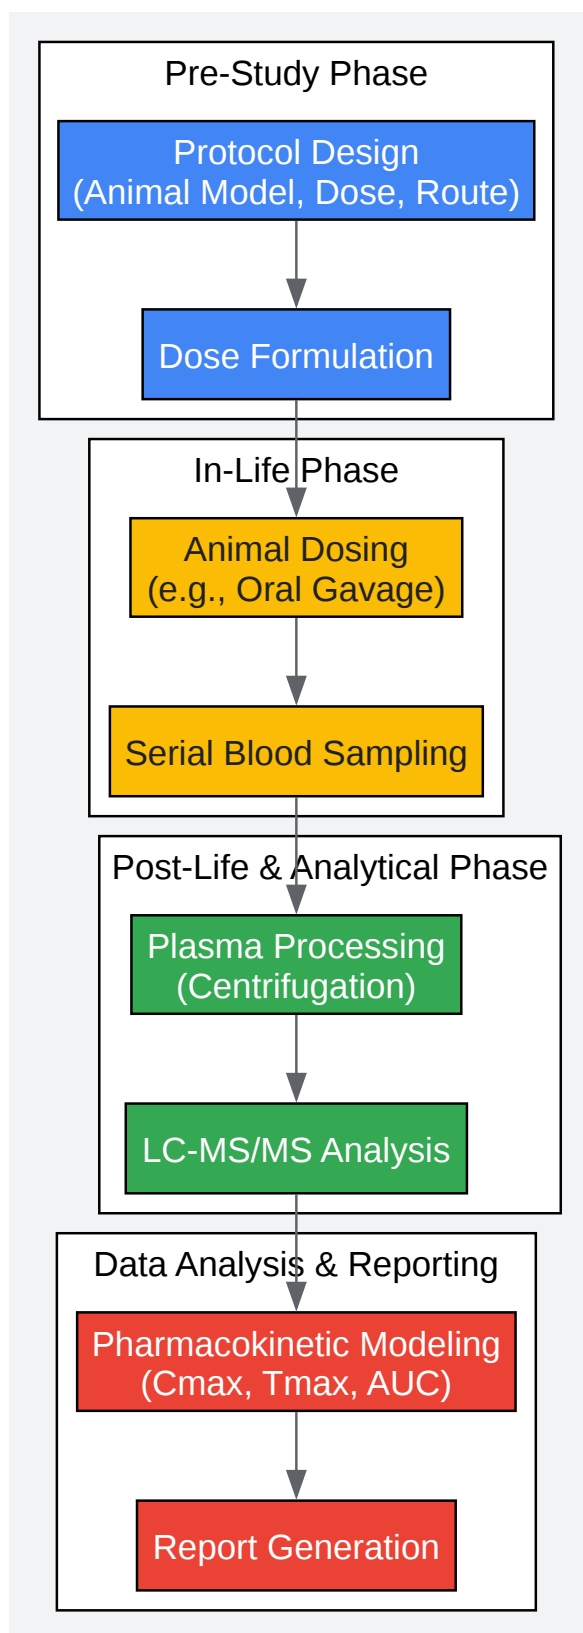 Pre-Study Phase
Protocol Design
(Animal Model, Dose, Route)
Dose Formulation
In-Life Phase
Animal Dosing
(e.g., Oral Gavage)
Serial Blood Sampling
Post-Life & Analytical Phase
Plasma Processing
(Centrifugation)
LC-MS/MS Analysis
Data Analysis & Reporting
Pharmacokinetic Modeling
(Cmax, Tmax, AUC)
Report Generation